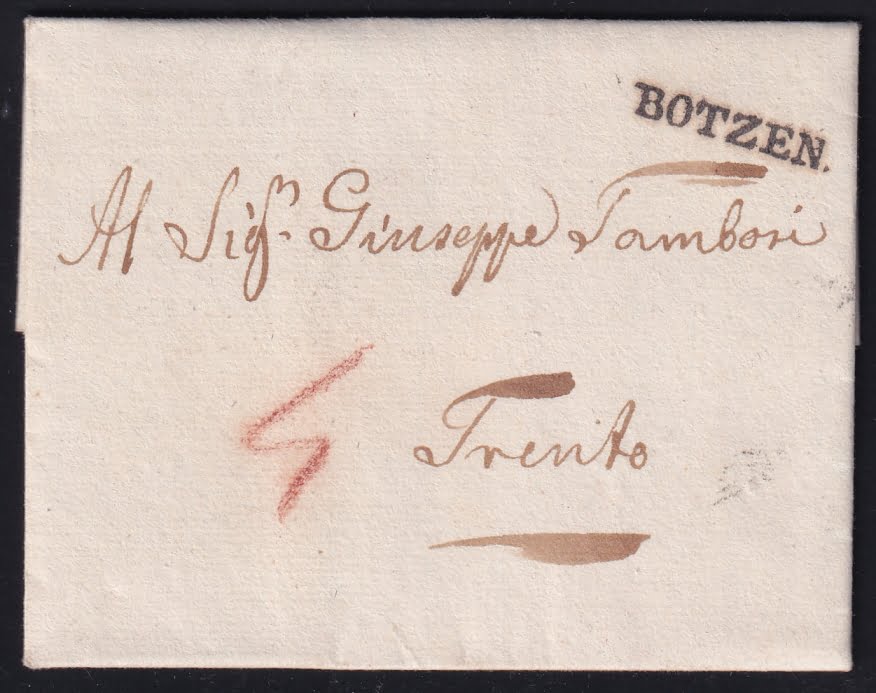 BOTZEN.
Al Sig.n Giuseppe Tambosi
Trento